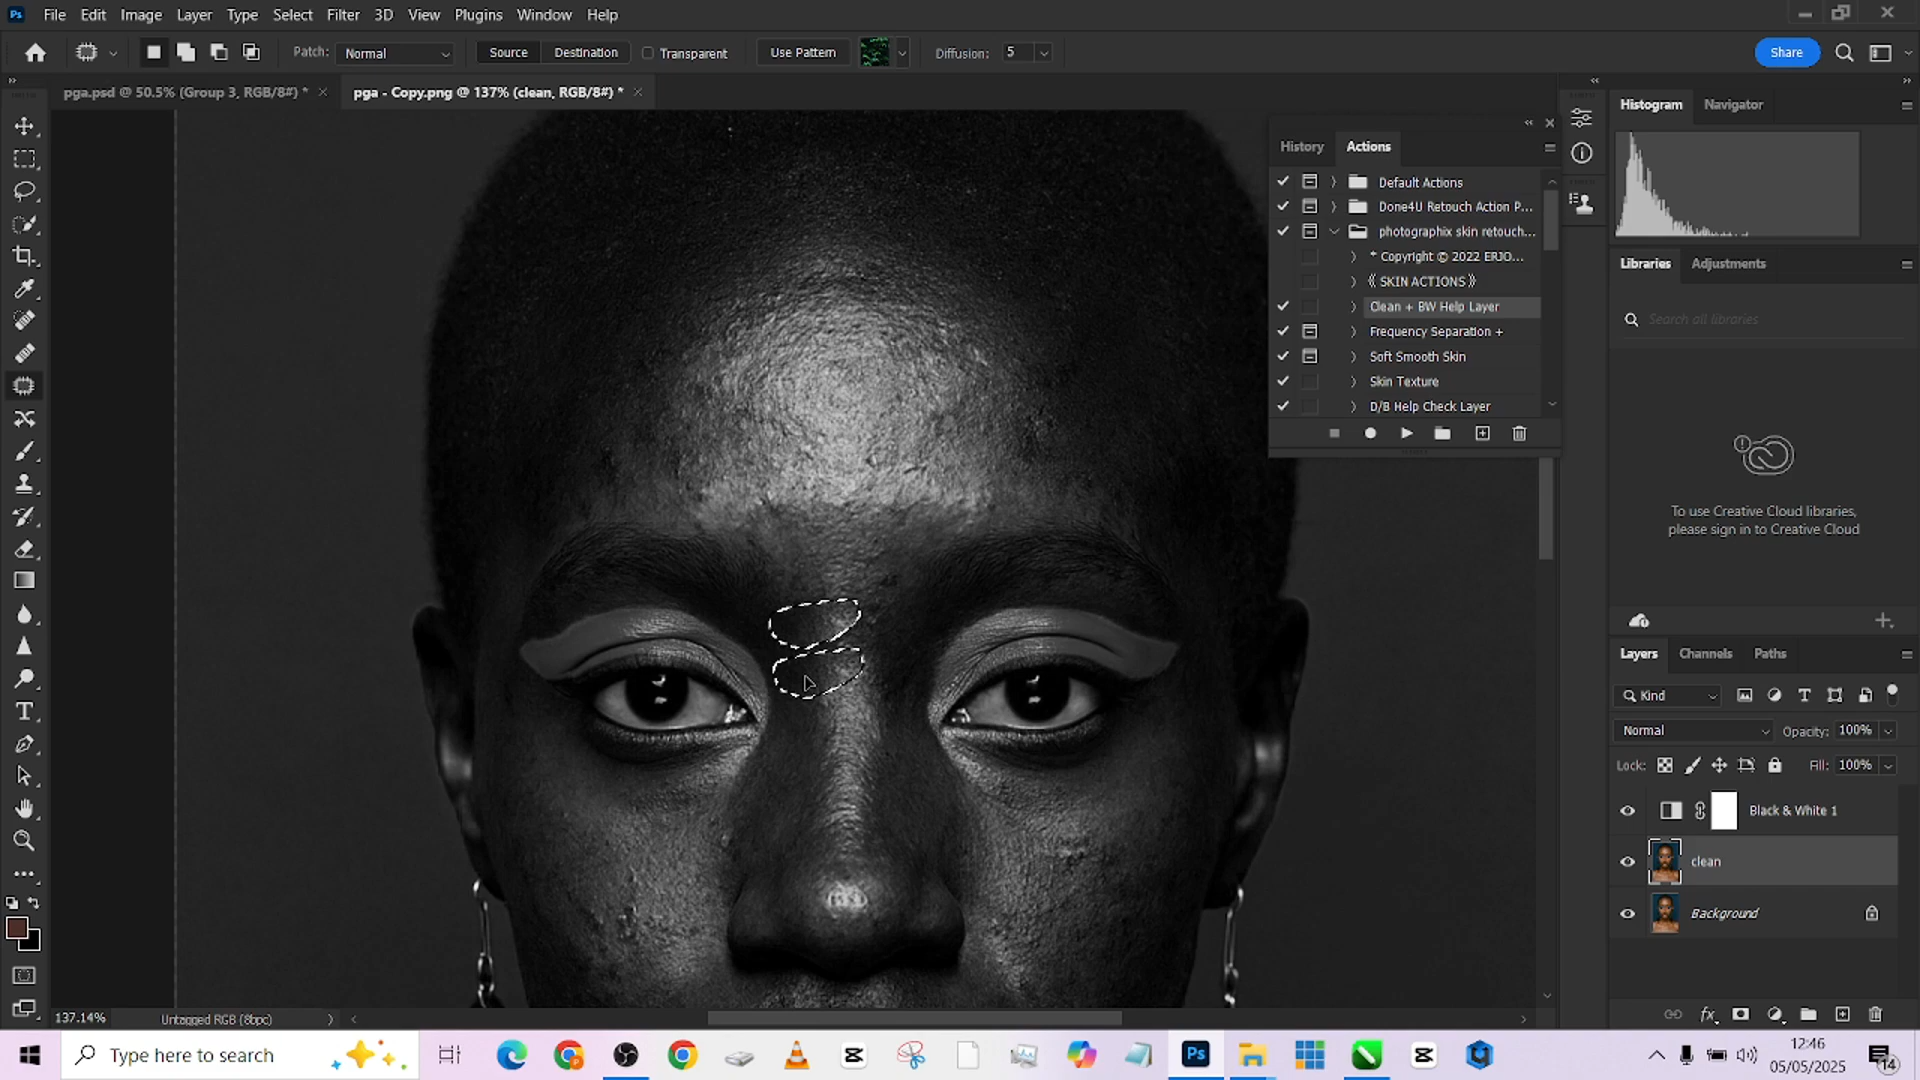 Ps File Edit Image Layer Type Select Filter 3D View Plugins Window Help
Patch: Normal Source Destination Transparent Use Pattern Diffusion: 5 Share
pga.psd @ 50.5% (Group 3, RGB/8#) * pga - Copy.png @ 137% (clean, RGB/8#) *
Histogram Navigator
History Actions
Default Actions
Done4U Retouch Action P...
photographix skin retouch...
* Copyright © 2022 ERJO...
⟪ SKIN ACTIONS ⟫
Clean + BW Help Layer
Frequency Separation +
Soft Smooth Skin
Skin Texture
D/B Help Check Layer
Libraries Adjustments
Search all libraries
To use Creative Cloud libraries,
please sign in to Creative Cloud
Layers Channels Paths
Kind
Normal Opacity: 100%
Lock: Fill: 100%
Black & White 1
clean
Background
137.14% Untagged RGB (8bpc)
Type here to search
Ps
12:46
05/05/2025
14